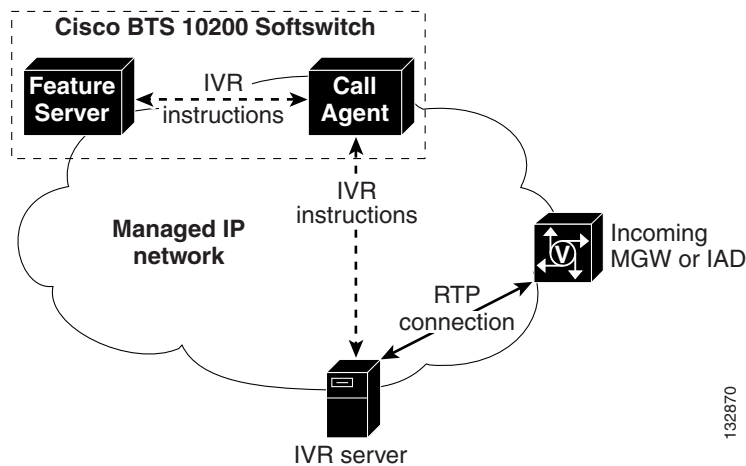 Cisco BTS 10200 Softswitch
Feature
Server
IVR
instructions
Call
Agent
IVR
instructions
Managed IP
network
V
Incoming
MGW or IAD
RTP
connection
IVR server
132870